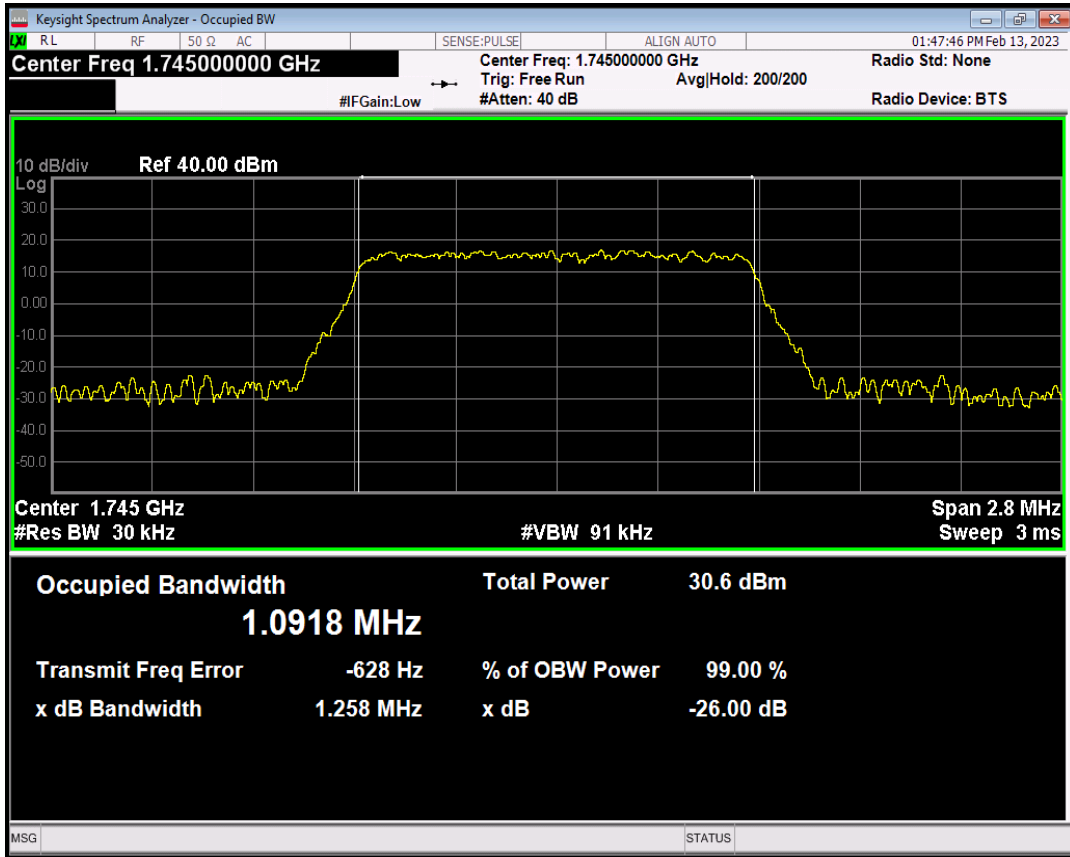 Keysight Spectrum Analyzer - Occupied BW
LXI RL RF 50 Ω AC SENSE:PULSE ALIGN AUTO 01:47:46 PM Feb 13, 2023
Center Freq 1.745000000 GHz
Center Freq: 1.745000000 GHz Radio Std: None
Trig: Free Run Avg|Hold: 200/200
#IFGain:Low #Atten: 40 dB Radio Device: BTS
10 dB/div Ref 40.00 dBm
Log
30.0
20.0
10.0
0.00
-10.0
-20.0
-30.0
-40.0
-50.0
Center 1.745 GHz Span 2.8 MHz
#Res BW 30 kHz #VBW 91 kHz Sweep 3 ms
Occupied Bandwidth Total Power 30.6 dBm
1.0918 MHz
Transmit Freq Error -628 Hz % of OBW Power 99.00 %
x dB Bandwidth 1.258 MHz x dB -26.00 dB
MSG STATUS